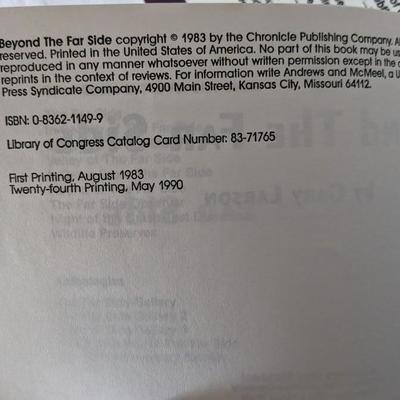 Beyond The Far Side copyright © 1983 by the Chronicle Publishing Company. A
reserved. Printed in the United States of America. No part of this book may be us
reproduced in any manner whatsoever without written permission except in the c
reprints in the context of reviews. For information write Andrews and McMeel, a U
Press Syndicate Company, 4900 Main Street, Kansas City, Missouri 64112.
ISBN: 0-8362-1149-9
Library of Congress Catalog Card Number: 83-71765
First Printing, August 1983
Twenty-fourth Printing, May 1990